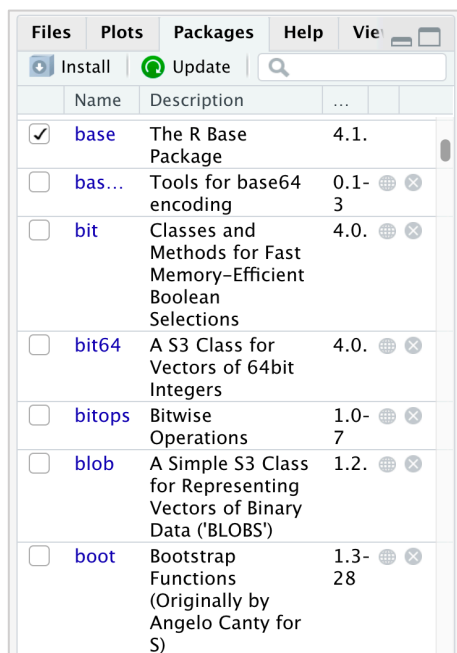 Files Plots Packages Help Vie
Install Update
Name Description ...
base The R Base 4.1.
Package
bas... Tools for base64 0.1-
encoding 3
bit Classes and 4.0.
Methods for Fast
Memory-Efficient
Boolean
Selections
bit64 A S3 Class for 4.0.
Vectors of 64bit
Integers
bitops Bitwise 1.0-
Operations 7
blob A Simple S3 Class 1.2.
for Representing
Vectors of Binary
Data ('BLOBS')
boot Bootstrap 1.3-
Functions 28
(Originally by
Angelo Canty for
S)